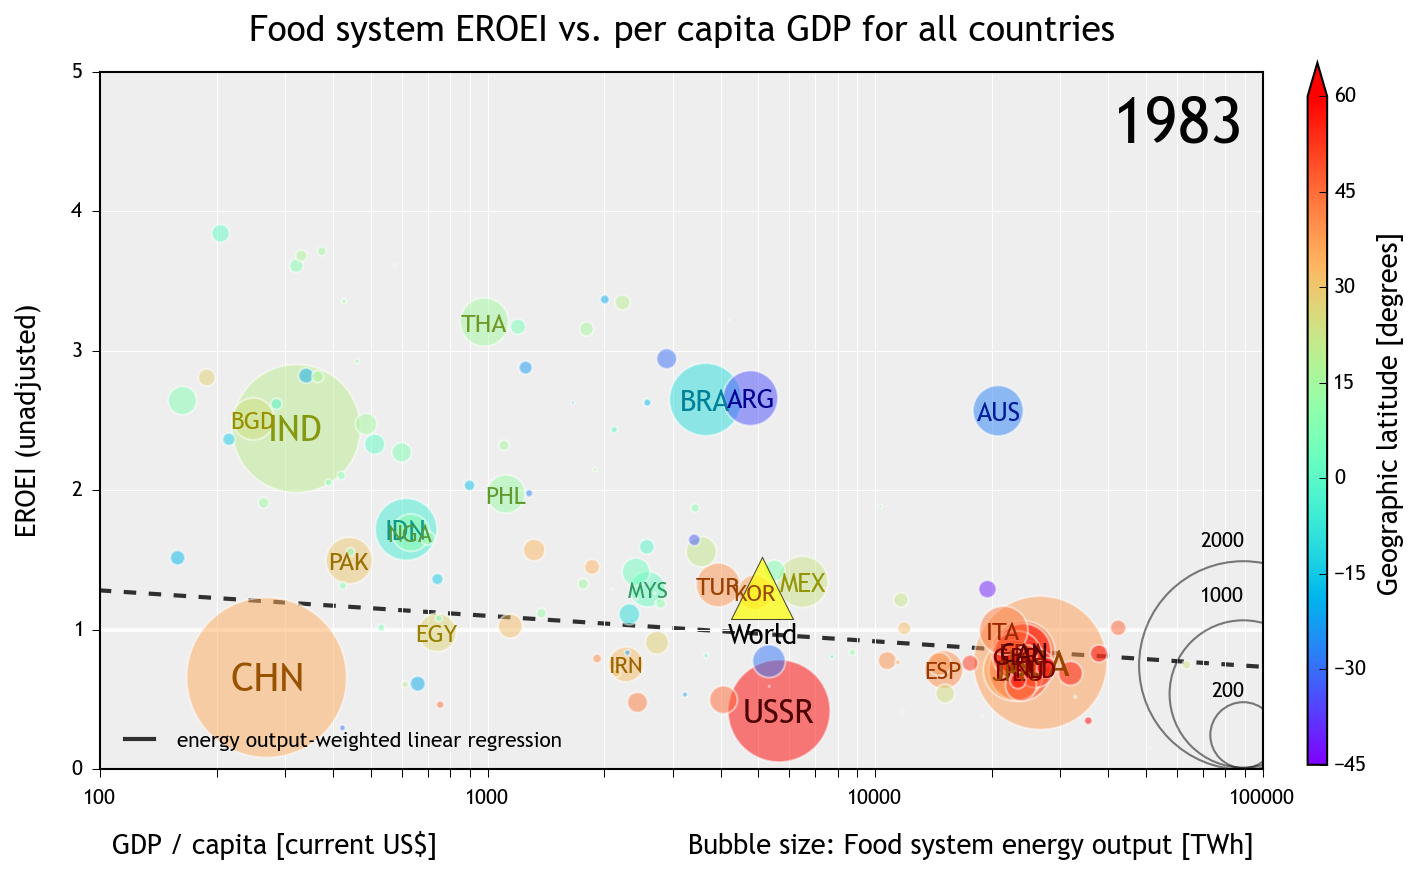 Food system EROEI vs. per capita GDP for all countries
1983
EROEI (unadjusted)
5
4
3
2
1
0
THA
BGD
IND
BRA
ARG
AUS
PHL
IDN
NGA
PAK
MYS
TUR
KOR
MEX
World
EGY
IRN
ITA
CAN
ESP
CHN
USSR
2000
1000
200
energy output-weighted linear regression
100
1000
10000
100000
GDP / capita [current US$]
Bubble size: Food system energy output [TWh]
60
45
30
15
0
−15
−30
−45
Geographic latitude [degrees]